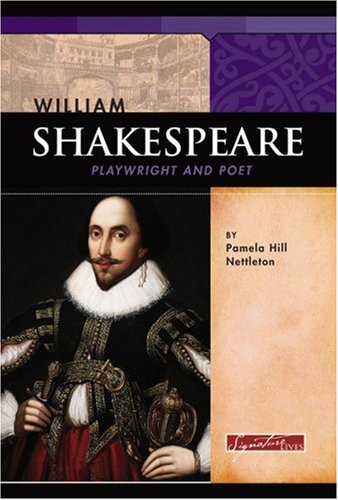 WILLIAM
SHAKESPEARE
PLAYWRIGHT AND POET
BY
Pamela Hill
Nettleton
Signature
LIVES